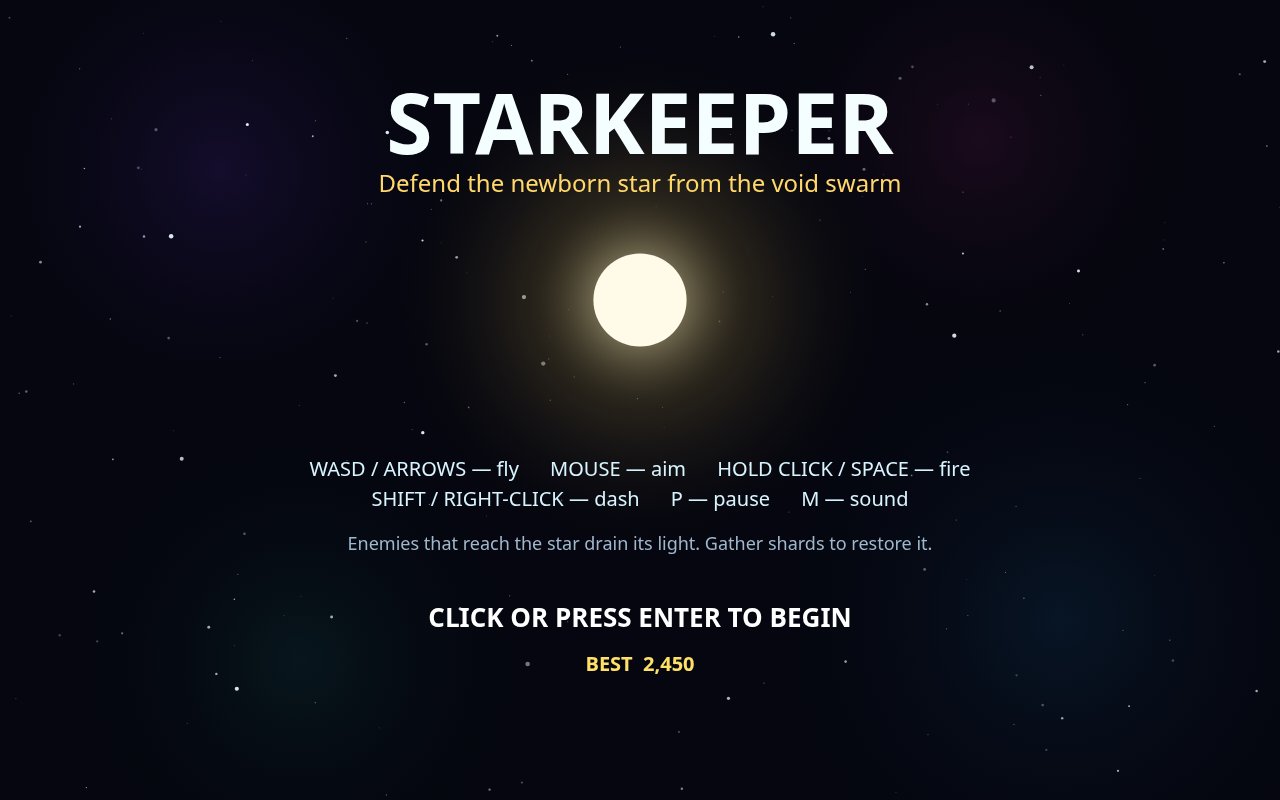 STARKEEPER
Defend the newborn star from the void swarm
WASD / ARROWS — fly MOUSE — aim HOLD CLICK / SPACE — fire
SHIFT / RIGHT-CLICK — dash P — pause M — sound
Enemies that reach the star drain its light. Gather shards to restore it.
CLICK OR PRESS ENTER TO BEGIN
BEST 2,450